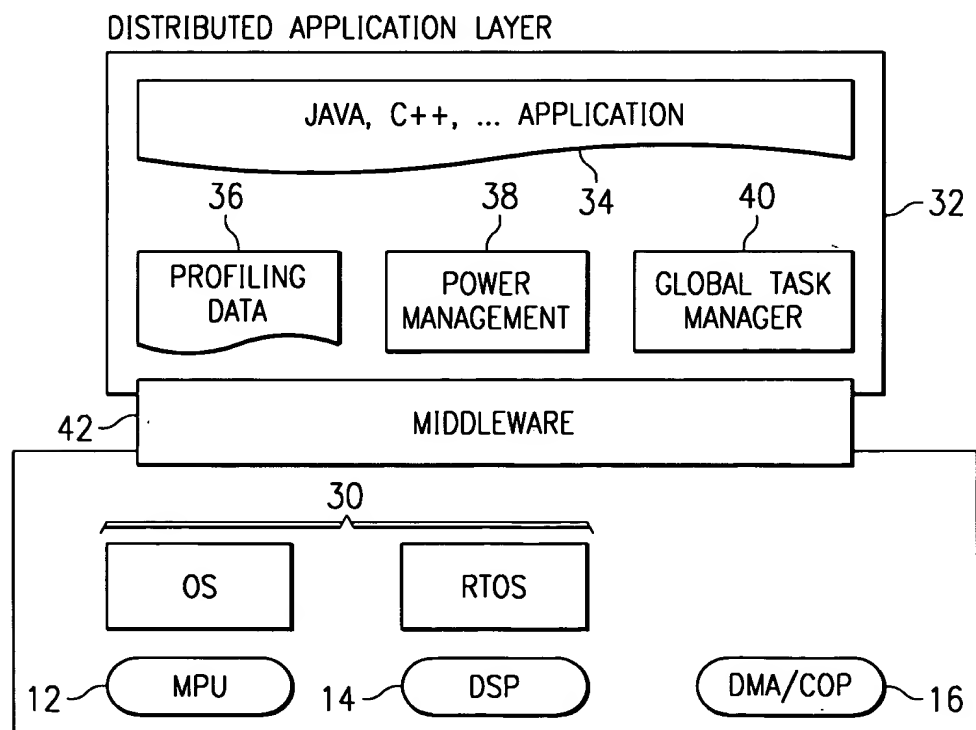 DISTRIBUTED APPLICATION LAYER
JAVA, C++, ... APPLICATION
34
36
38
40
32
PROFILING
DATA
POWER
MANAGEMENT
GLOBAL TASK
MANAGER
42
MIDDLEWARE
30
OS
RTOS
12
MPU
14
DSP
DMA/COP
16